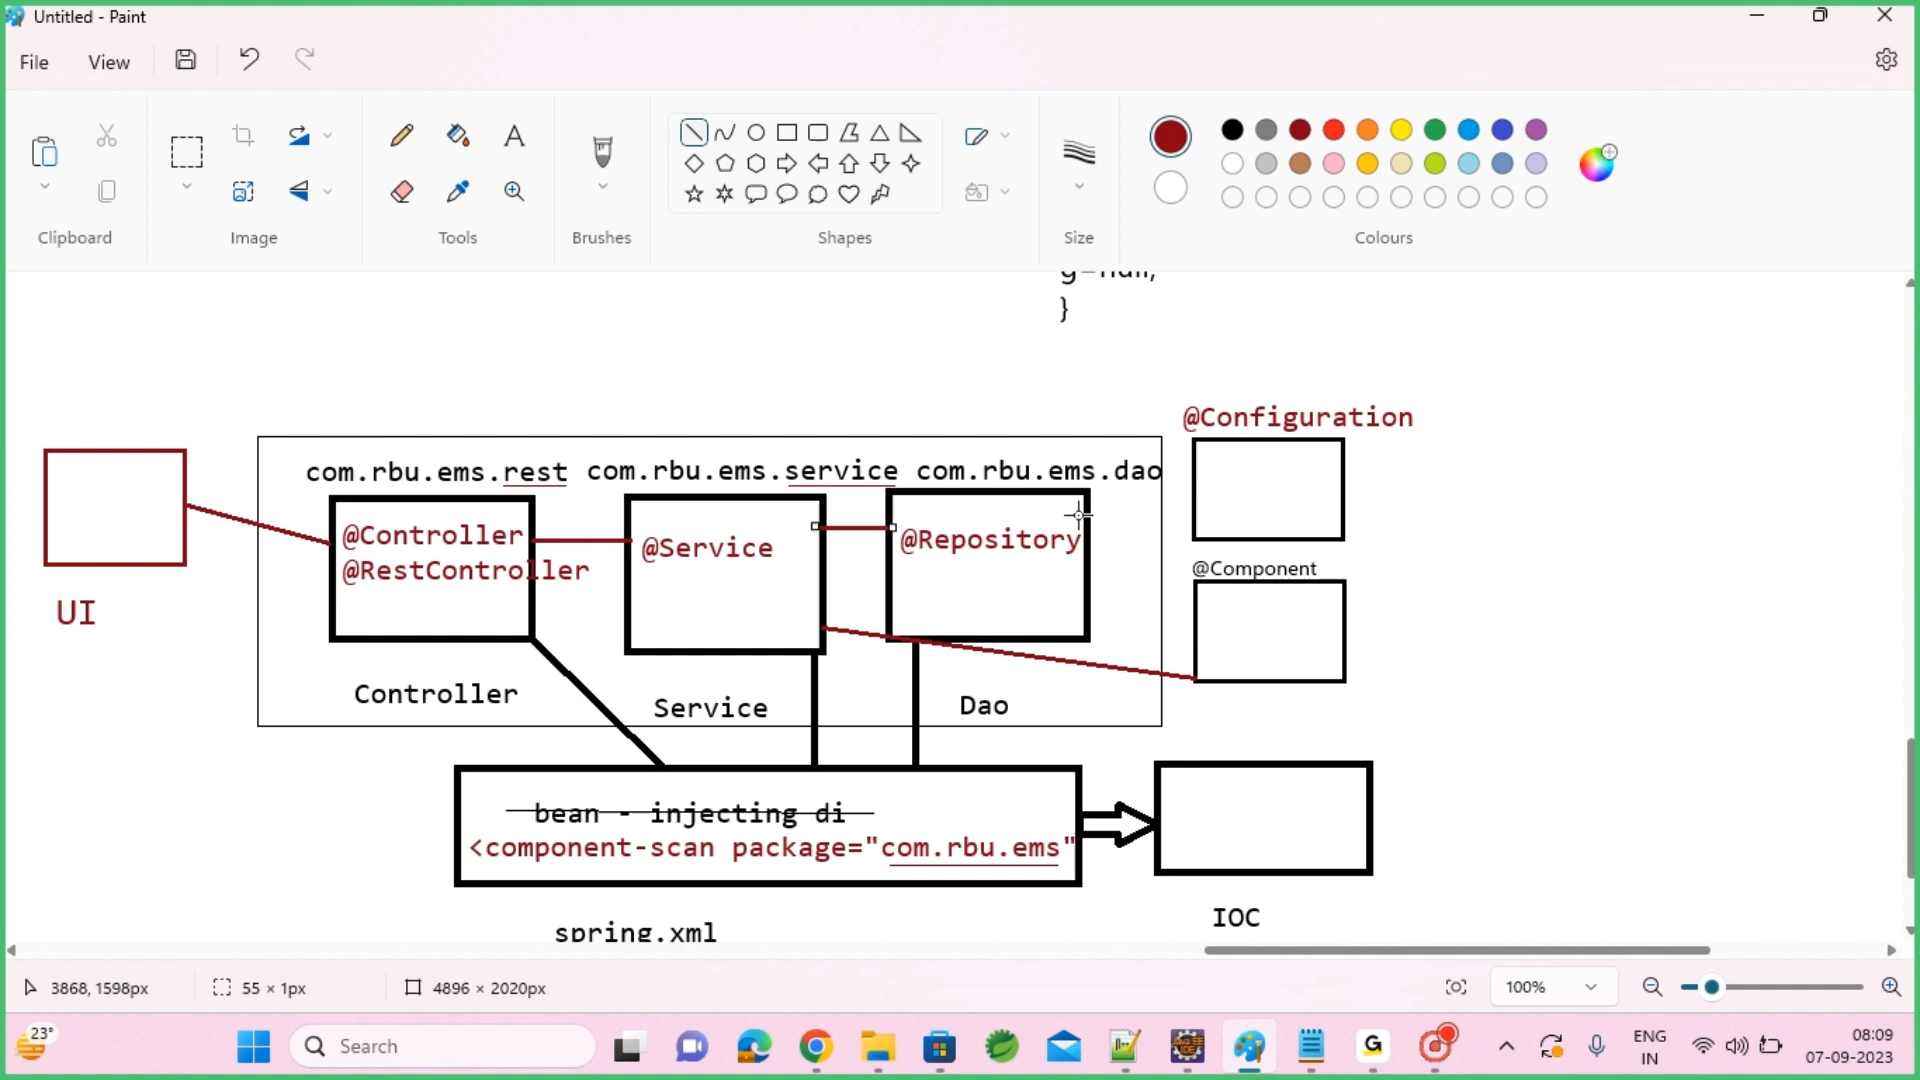 Untitled - Paint
File View
Clipboard Image Tools Brushes Shapes Size Colours
}
@Configuration
com.rbu.ems.rest com.rbu.ems.service com.rbu.ems.dao
@Controller
@RestController
@Service
@Repository
@Component
UI
Controller
Service
Dao
bean - injecting di
<component-scan package="com.rbu.ems"
IOC
spring.xml
3868, 1598px 55 × 1px 4896 × 2020px 100%
23°
Search
ENG
IN
08:09
07-09-2023